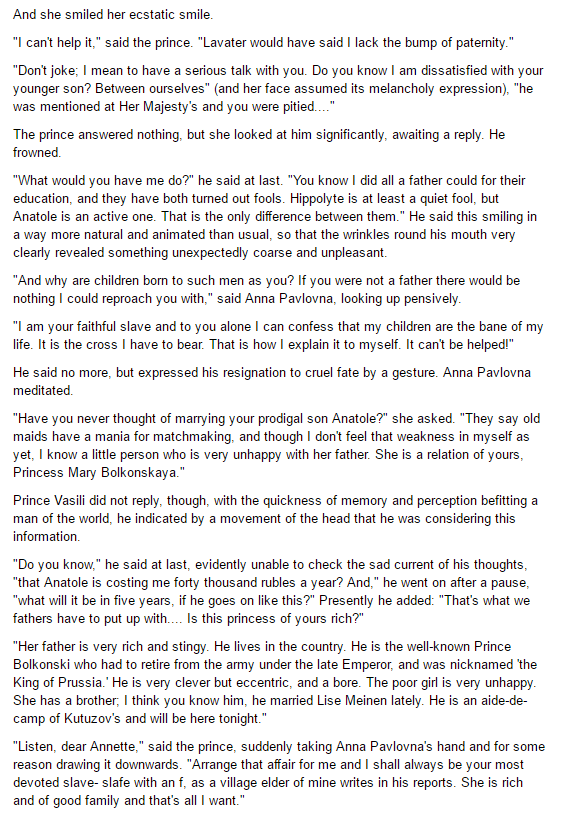 And she smiled her ecstatic smile.
"I can't help it," said the prince. "Lavater would have said I lack the bump of paternity."
"Don't joke; I mean to have a serious talk with you. Do you know I am dissatisfied with your
younger son? Between ourselves" (and her face assumed its melancholy expression), "he
was mentioned at Her Majesty's and you were pitied...."
The prince answered nothing, but she looked at him significantly, awaiting a reply. He
frowned.
"What would you have me do?" he said at last. "You know I did all a father could for their
education, and they have both turned out fools. Hippolyte is at least a quiet fool, but
Anatole is an active one. That is the only difference between them." He said this smiling in
a way more natural and animated than usual, so that the wrinkles round his mouth very
clearly revealed something unexpectedly coarse and unpleasant.
"And why are children born to such men as you? If you were not a father there would be
nothing I could reproach you with," said Anna Pavlovna, looking up pensively.
"I am your faithful slave and to you alone I can confess that my children are the bane of my
life. It is the cross I have to bear. That is how I explain it to myself. It can't be helped!"
He said no more, but expressed his resignation to cruel fate by a gesture. Anna Pavlovna
meditated.
"Have you never thought of marrying your prodigal son Anatole?" she asked. "They say old
maids have a mania for matchmaking, and though I don't feel that weakness in myself as
yet, I know a little person who is very unhappy with her father. She is a relation of yours,
Princess Mary Bolkonskaya."
Prince Vasili did not reply, though, with the quickness of memory and perception befitting a
man of the world, he indicated by a movement of the head that he was considering this
information.
"Do you know," he said at last, evidently unable to check the sad current of his thoughts,
"that Anatole is costing me forty thousand rubles a year? And," he went on after a pause,
"what will it be in five years, if he goes on like this?" Presently he added: "That's what we
fathers have to put up with.... Is this princess of yours rich?"
"Her father is very rich and stingy. He lives in the country. He is the well-known Prince
Bolkonski who had to retire from the army under the late Emperor, and was nicknamed 'the
King of Prussia.' He is very clever but eccentric, and a bore. The poor girl is very unhappy.
She has a brother; I think you know him, he married Lise Meinen lately. He is an aide-de-
camp of Kutuzov's and will be here tonight."
"Listen, dear Annette," said the prince, suddenly taking Anna Pavlovna's hand and for some
reason drawing it downwards. "Arrange that affair for me and I shall always be your most
devoted slave- slafe with an f, as a village elder of mine writes in his reports. She is rich
and of good family and that's all I want."